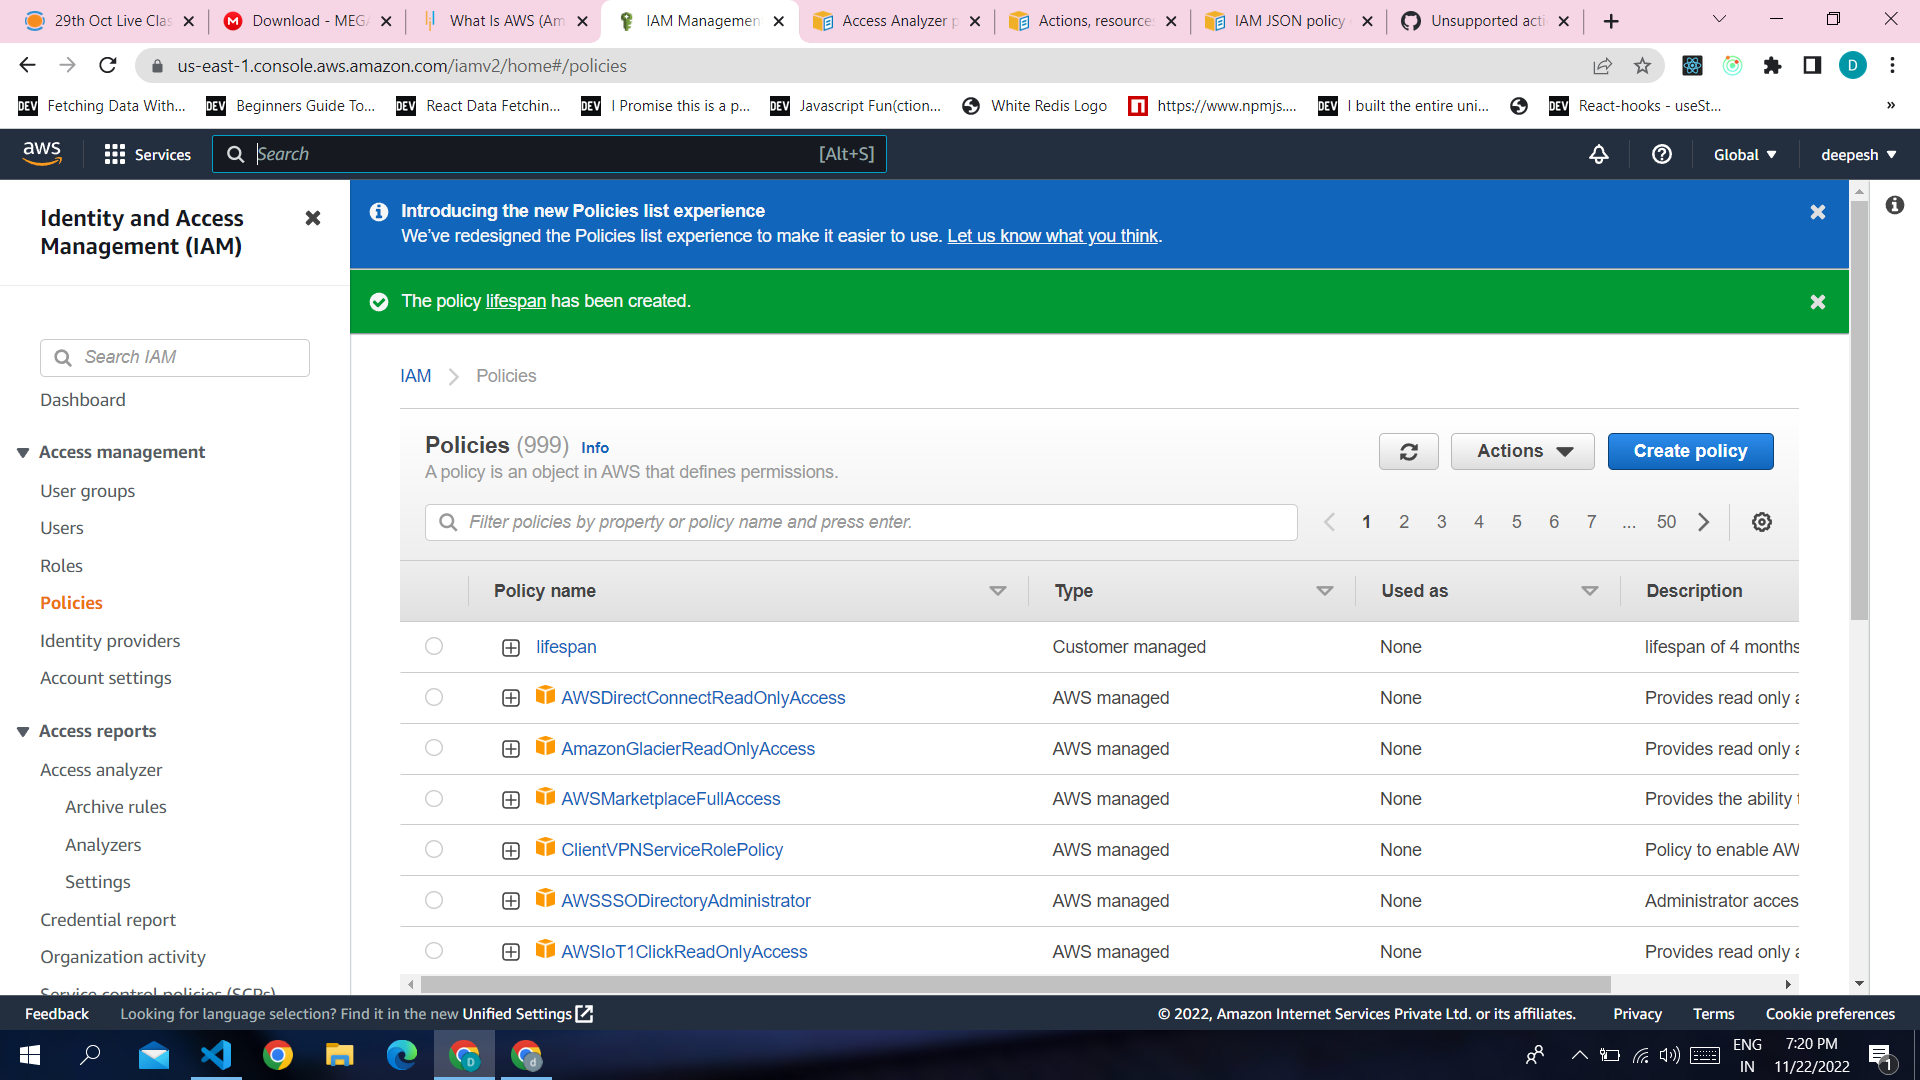 29th Oct Live Clas
Download - MEGA
What Is AWS (Am
IAM Managemen
Access Analyzer p
Actions, resources
IAM JSON policy
Unsupported acti
us-east-1.console.aws.amazon.com/iamv2/home#/policies
D
DEV Fetching Data With...
DEV Beginners Guide To...
DEV React Data Fetchin...
DEV I Promise this is a p...
DEV Javascript Fun(ction...
White Redis Logo
https://www.npmjs....
DEV I built the entire uni...
DEV React-hooks - useSt...
»
aws
Services
Search
[Alt+S]
Global
deepesh
Identity and Access
Management (IAM)
Search IAM
Dashboard
Access management
User groups
Users
Roles
Policies
Identity providers
Account settings
Access reports
Access analyzer
Archive rules
Analyzers
Settings
Credential report
Organization activity
Service control policies (SCPs)
Introducing the new Policies list experience
We've redesigned the Policies list experience to make it easier to use. Let us know what you think.
The policy lifespan has been created.
IAM > Policies
Policies (999) Info
A policy is an object in AWS that defines permissions.
Actions
Create policy
Filter policies by property or policy name and press enter.
1 2 3 4 5 6 7 ... 50
Policy name Type Used as Description
lifespan Customer managed None lifespan of 4 months
AWSDirectConnectReadOnlyAccess AWS managed None Provides read only a
AmazonGlacierReadOnlyAccess AWS managed None Provides read only a
AWSMarketplaceFullAccess AWS managed None Provides the ability t
ClientVPNServiceRolePolicy AWS managed None Policy to enable AW
AWSSSODirectoryAdministrator AWS managed None Administrator acces
AWSIoT1ClickReadOnlyAccess AWS managed None Provides read only a
Feedback Looking for language selection? Find it in the new Unified Settings
© 2022, Amazon Internet Services Private Ltd. or its affiliates. Privacy Terms Cookie preferences
ENG
IN
7:20 PM
11/22/2022
1